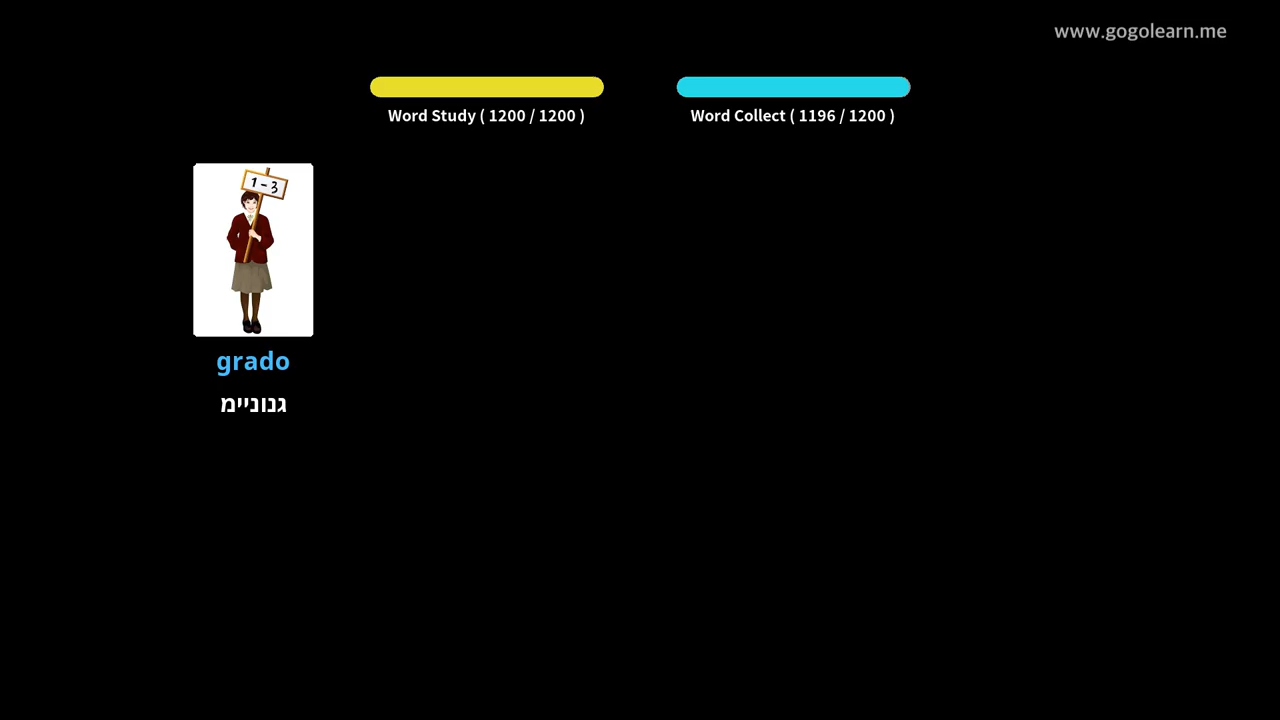 www.gogolearn.me
Word Study ( 1200 / 1200 )
Word Collect ( 1196 / 1200 )
1 - 3
grado
גנוניימ